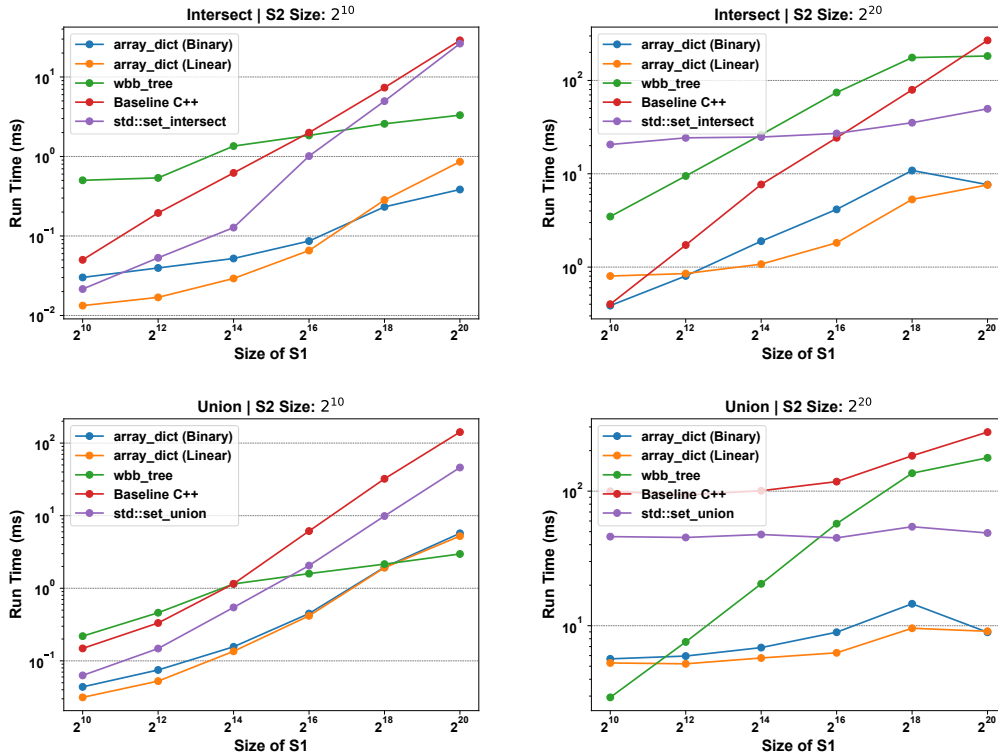 Intersect | S2 Size: 2^10
Run Time (ms)
10^1
10^0
10^-1
10^-2
array_dict (Binary)
array_dict (Linear)
wbb_tree
Baseline C++
std::set_intersect
2^10 2^12 2^14 2^16 2^18 2^20
Size of S1
Intersect | S2 Size: 2^20
Run Time (ms)
10^2
10^1
10^0
array_dict (Binary)
array_dict (Linear)
wbb_tree
Baseline C++
std::set_intersect
2^10 2^12 2^14 2^16 2^18 2^20
Size of S1
Union | S2 Size: 2^10
Run Time (ms)
10^2
10^1
10^0
10^-1
array_dict (Binary)
array_dict (Linear)
wbb_tree
Baseline C++
std::set_union
2^10 2^12 2^14 2^16 2^18 2^20
Size of S1
Union | S2 Size: 2^20
Run Time (ms)
10^2
10^1
array_dict (Binary)
array_dict (Linear)
wbb_tree
Baseline C++
std::set_union
2^10 2^12 2^14 2^16 2^18 2^20
Size of S1